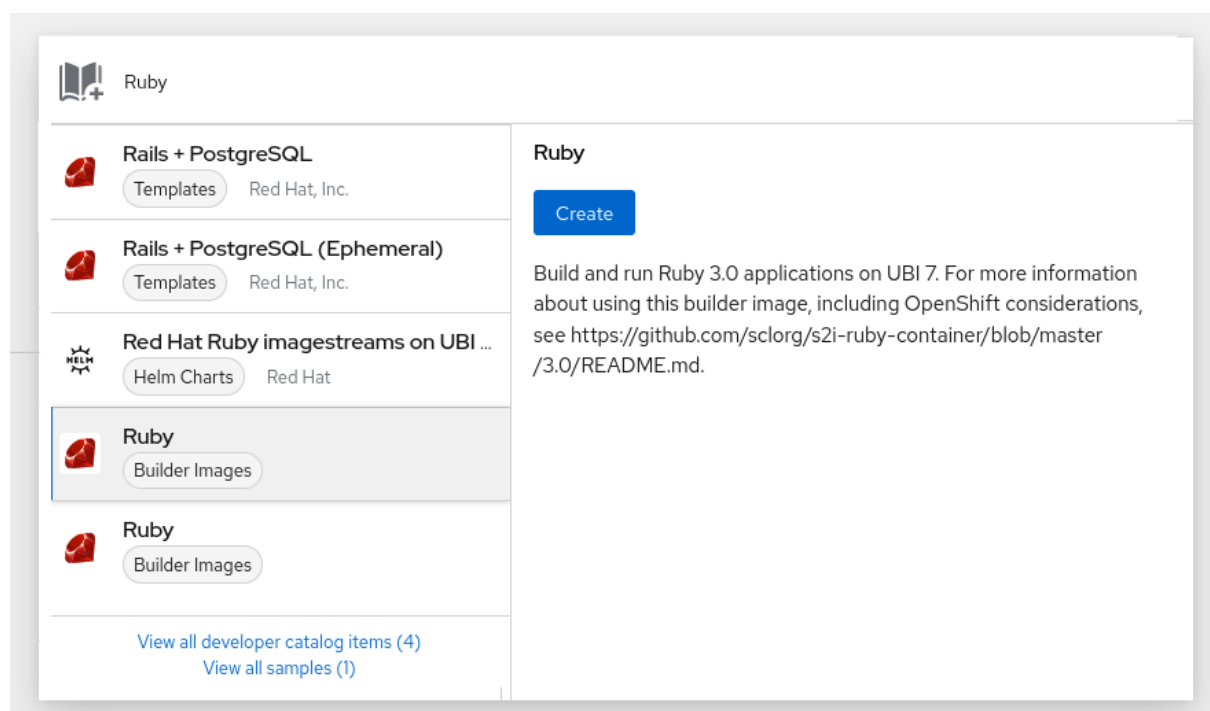 Ruby
Rails + PostgreSQL
Templates Red Hat, Inc.
Rails + PostgreSQL (Ephemeral)
Templates Red Hat, Inc.
HELM
Red Hat Ruby imagestreams on UBI ...
Helm Charts Red Hat
Ruby
Builder Images
Ruby
Builder Images
View all developer catalog items (4)
View all samples (1)
Ruby
Create
Build and run Ruby 3.0 applications on UBI 7. For more information
about using this builder image, including OpenShift considerations,
see https://github.com/sclorg/s2i-ruby-container/blob/master
/3.0/README.md.